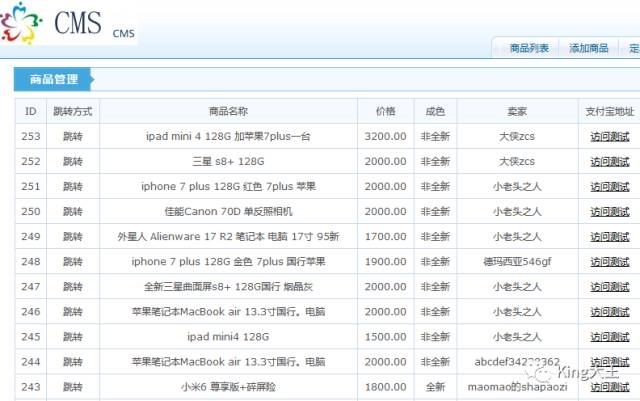 CMS CMS
商品列表 添加商品
商品管理
ID 跳转方式 商品名称 价格 成色 卖家 支付宝地址
253 跳转 ipad mini 4 128G 加苹果7plus一台 3200.00 非全新 大侠zcs 访问测试
252 跳转 三星 s8+ 128G 2000.00 非全新 大侠zcs 访问测试
251 跳转 iphone 7 plus 128G 红色 7plus 苹果 2000.00 非全新 小老头之人 访问测试
250 跳转 佳能Canon 70D 单反照相机 2000.00 非全新 小老头之人 访问测试
249 跳转 外星人 Alienware 17 R2 笔记本 电脑 17寸 95新 1700.00 非全新 小老头之人 访问测试
248 跳转 iphone 7 plus 128G 金色 7plus 国行苹果 1900.00 非全新 德玛西亚546gf 访问测试
247 跳转 全新三星曲面屏s8+ 128G国行 烟晶灰 2000.00 非全新 小老头之人 访问测试
246 跳转 苹果笔记本MacBook air 13.3寸国行。电脑 2000.00 非全新 小老头之人 访问测试
245 跳转 ipad mini4 128G 1500.00 非全新 小老头之人 访问测试
244 跳转 苹果笔记本MacBook air 13.3寸国行。电脑 2000.00 非全新 访问测试
243 跳转 小米6 尊享版+碎屏险 1800.00 全新 maomao的shapaozi 访问测试
King大王